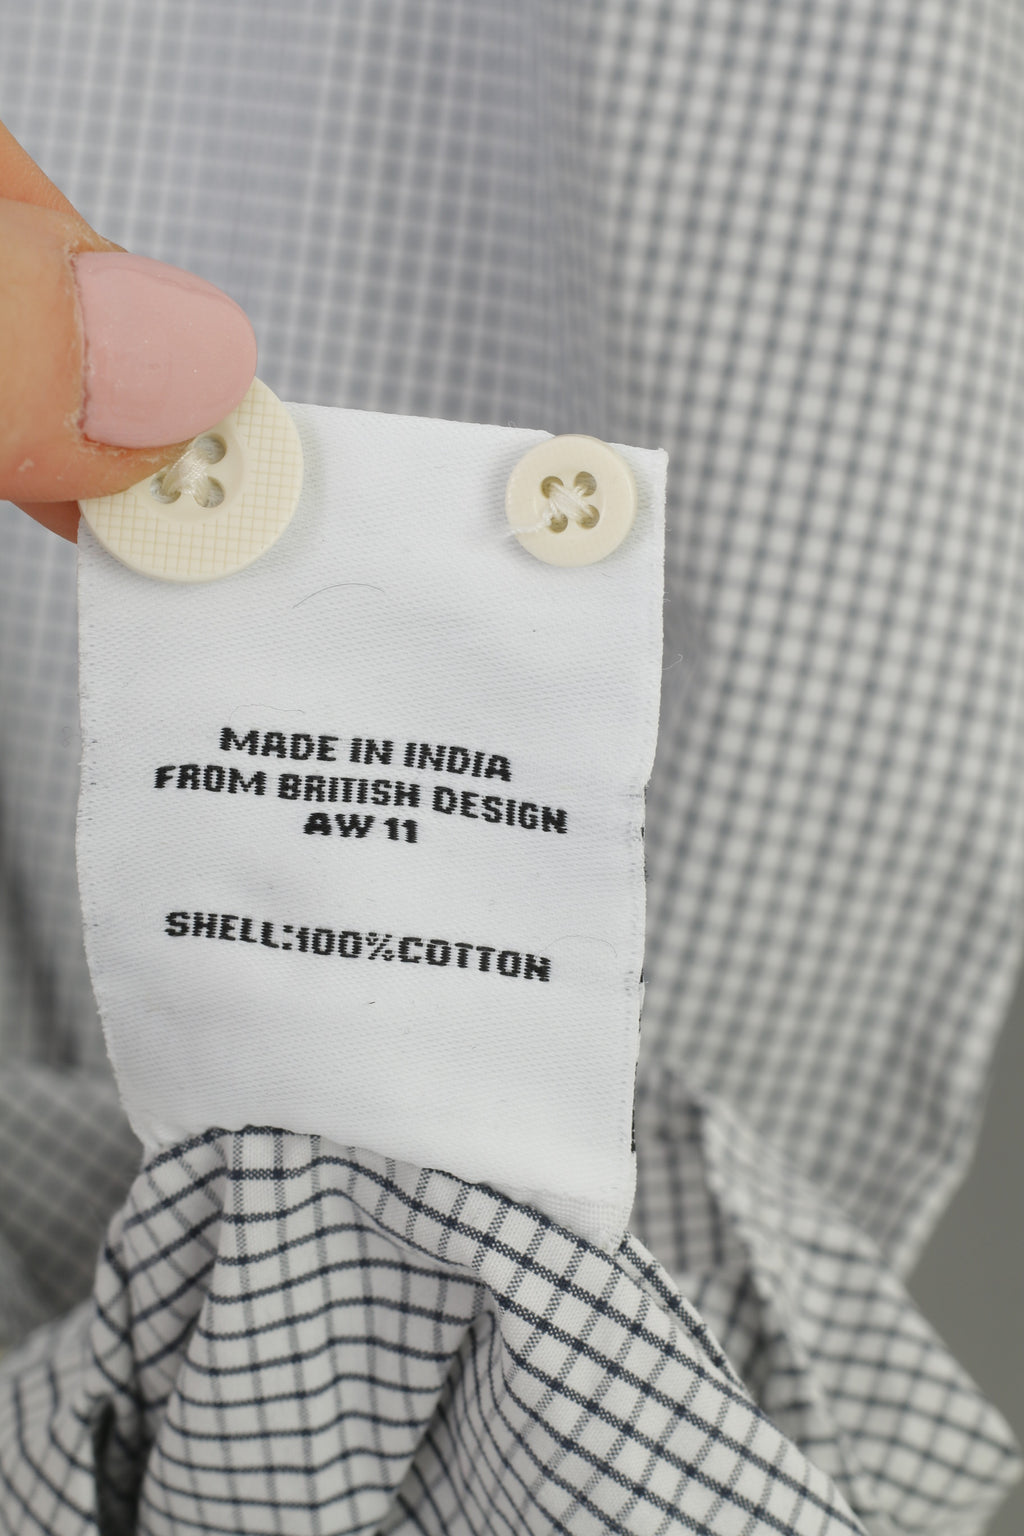 MADE IN INDIA
FROM BRITISH DESIGN
AW 11
SHELL:100%COTTON